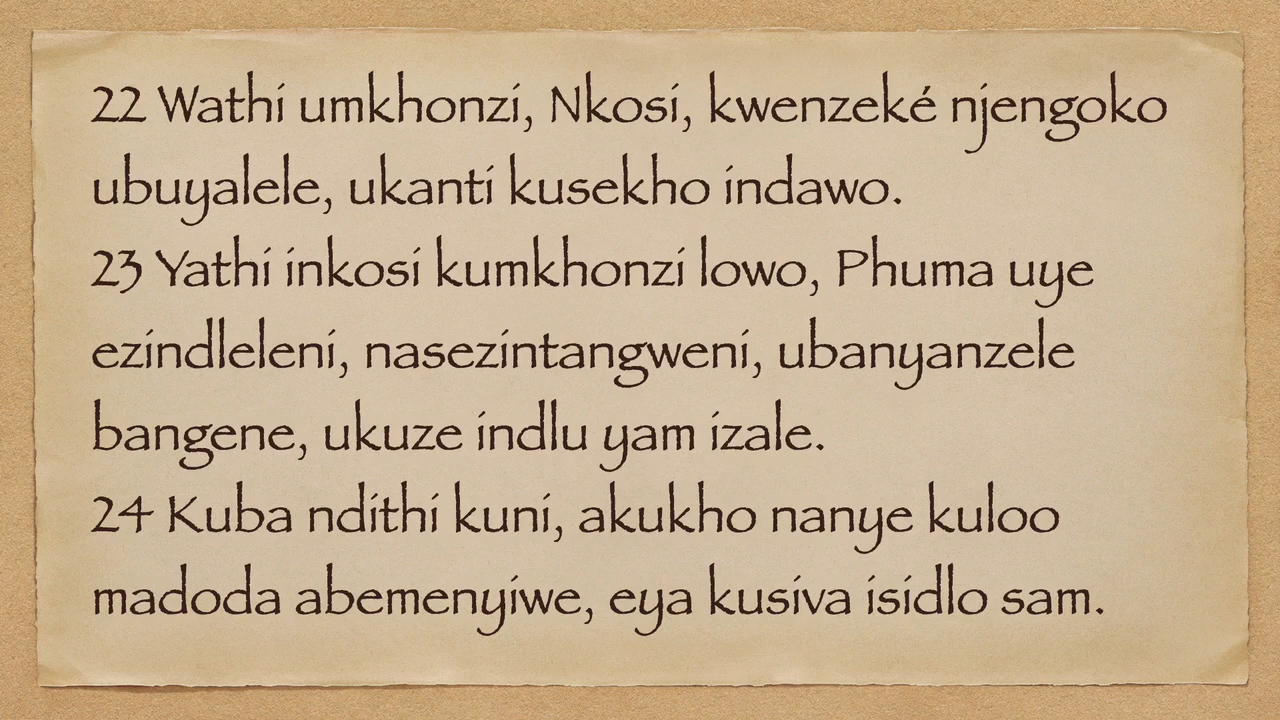 22 Wathi umkhonzi, Nkosi, kwenzeké njengoko
ubuyalele, ukanti kusekho indawo.
23 Yathi inkosi kumkhonzi lowo, Phuma uye
ezindleleni, nasezintangweni, ubanyanzele
bangene, ukuze indlu yam izale.
24 Kuba ndithi kuni, akukho nanye kuloo
madoda abemenyiwe, eya kusiva isidlo sam.